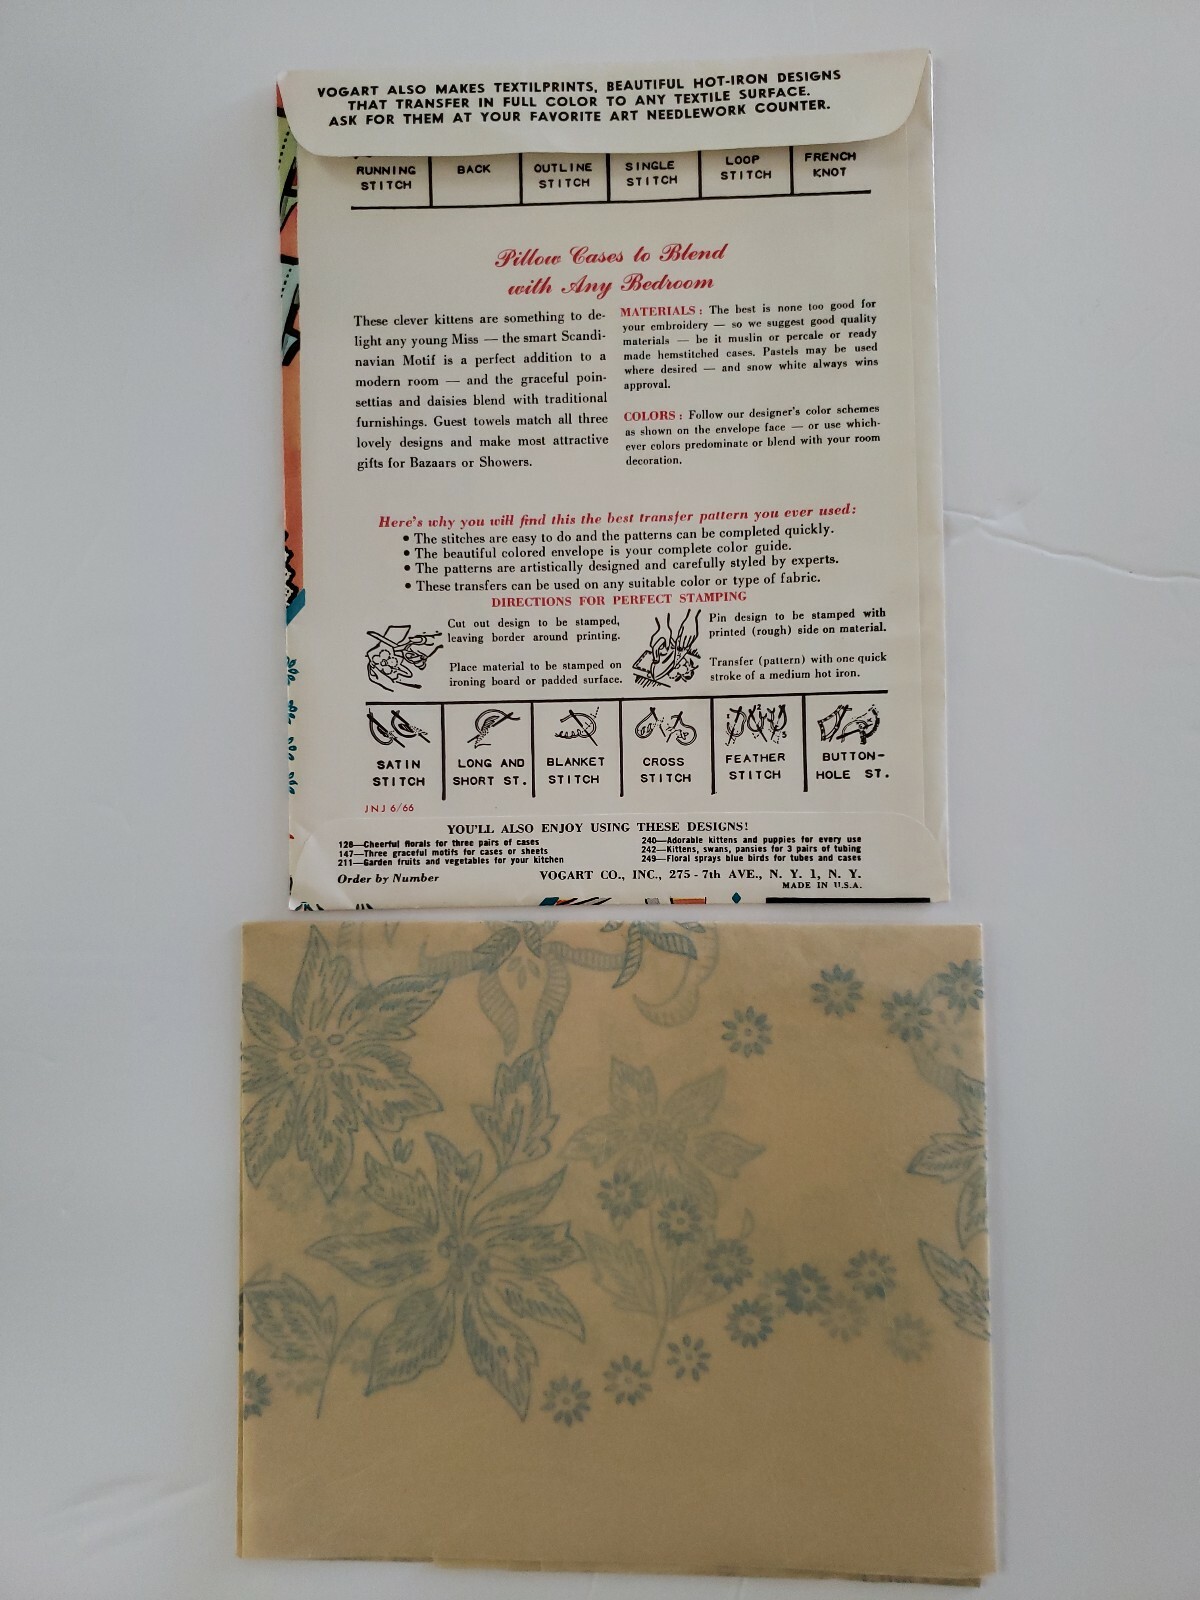 VOGART ALSO MAKES TEXTILPRINTS, BEAUTIFUL HOT-IRON DESIGNS
THAT TRANSFER IN FULL COLOR TO ANY TEXTILE SURFACE.
ASK FOR THEM AT YOUR FAVORITE ART NEEDLEWORK COUNTER.
RUNNING STITCH
BACK
OUTLINE STITCH
SINGLE STITCH
LOOP STITCH
FRENCH KNOT
Pillow Cases to Blend
with Any Bedroom
These clever kittens are something to de-
light any young Miss — the smart Scandi-
navian Motif is a perfect addition to a
modern room — and the graceful poin-
settias and daisies blend with traditional
furnishings. Guest towels match all three
lovely designs and make most attractive
gifts for Bazaars or Showers.
MATERIALS: The best is none too good for
your embroidery — so we suggest good quality
materials — be it muslin or percale or ready
made hemstitched cases. Pastels may be used
where desired — and snow white always wins
approval.
COLORS: Follow our designer's color schemes
as shown on the envelope face — or use which-
ever colors predominate or blend with your room
decoration.
Here's why you will find this the best transfer pattern you ever used:
• The stitches are easy to do and the patterns can be completed quickly.
• The beautiful colored envelope is your complete color guide.
• The patterns are artistically designed and carefully styled by experts.
• These transfers can be used on any suitable color or type of fabric.
DIRECTIONS FOR PERFECT STAMPING
Cut out design to be stamped,
leaving border around printing.
Place material to be stamped on
ironing board or padded surface.
Pin design to be stamped with
printed (rough) side on material.
Transfer (pattern) with one quick
stroke of a medium hot iron.
SATIN STITCH
LONG AND SHORT ST.
BLANKET STITCH
CROSS STITCH
FEATHER STITCH
BUTTON-HOLE ST.
JNJ 6/66
YOU'LL ALSO ENJOY USING THESE DESIGNS!
128—Cheerful florals for three pairs of cases
147—Three graceful motifs for cases or sheets
211—Garden fruits and vegetables for your kitchen
240—Adorable kittens and puppies for every use
242—Kittens, swans, pansies for 3 pairs of tubing
249—Floral sprays blue birds for tubes and cases
Order by Number
VOGART CO., INC., 275 - 7th AVE., N. Y. 1, N. Y.
MADE IN U.S.A.